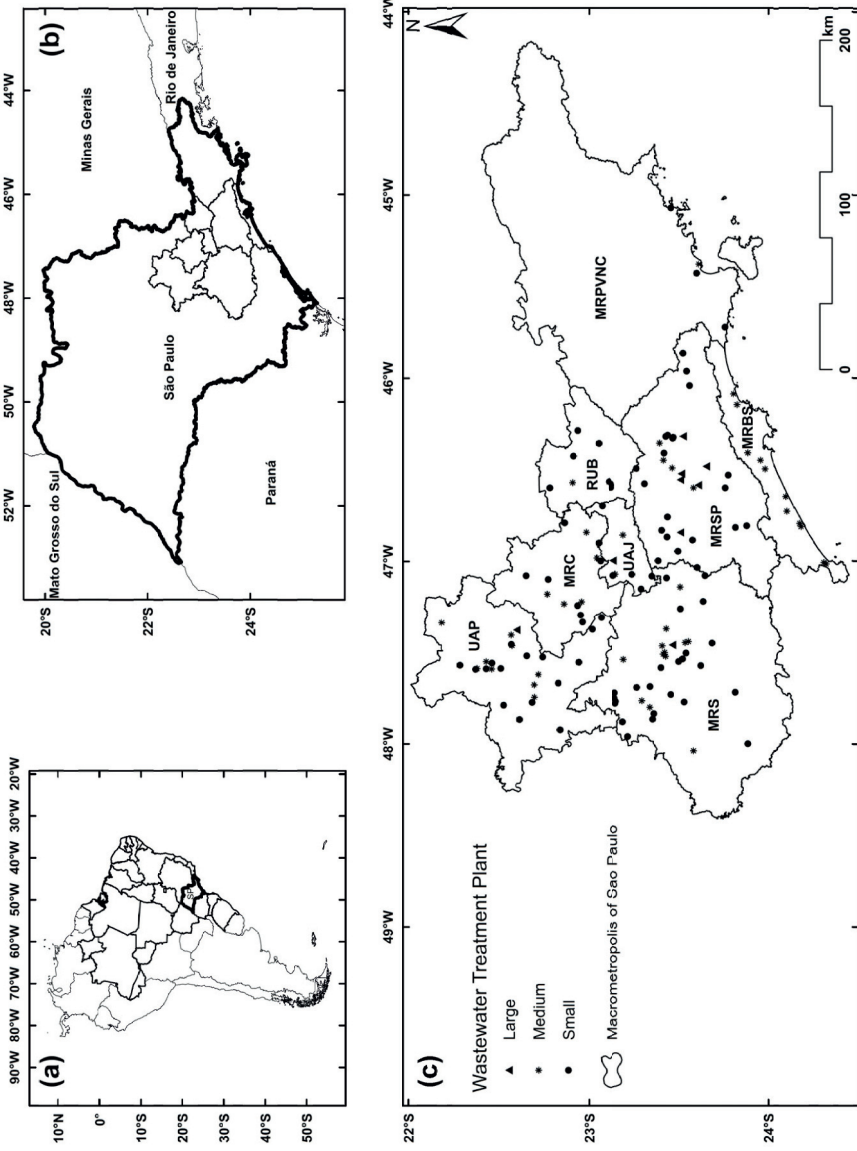 (a)
90°W 80°W 70°W 60°W 50°W 40°W 30°W 20°W
10°N
0°
10°S
20°S
30°S
40°S
50°S
SP
(b)
52°W 50°W 48°W 46°W 44°W
20°S
22°S
24°S
Mato Grosso do Sul
Minas Gerais
São Paulo
Rio de Janeiro
Paraná
(c)
49°W 48°W 47°W 46°W 45°W 44°W
22°S
23°S
24°S
N
Wastewater Treatment Plant
Large
Medium
Small
Macrometropolis of Sao Paulo
UAP
MRC
RUB
UAJ
MRPVNC
MRSP
MRS
MRBS
0 100 200
km